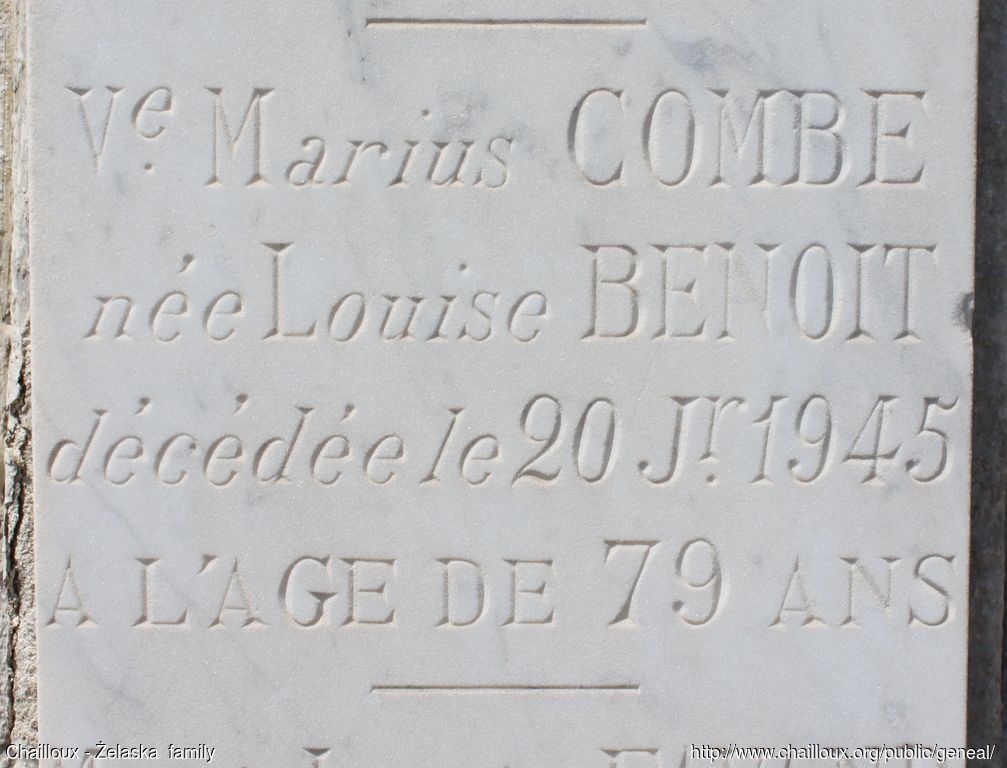 Ve. Marius COMBE
née Louise BENOIT
décédée le 20 Jr. 1945
A L'AGE DE 79 ANS
Chailloux - Żelaska family
http://www.chailloux.org/public/geneal/